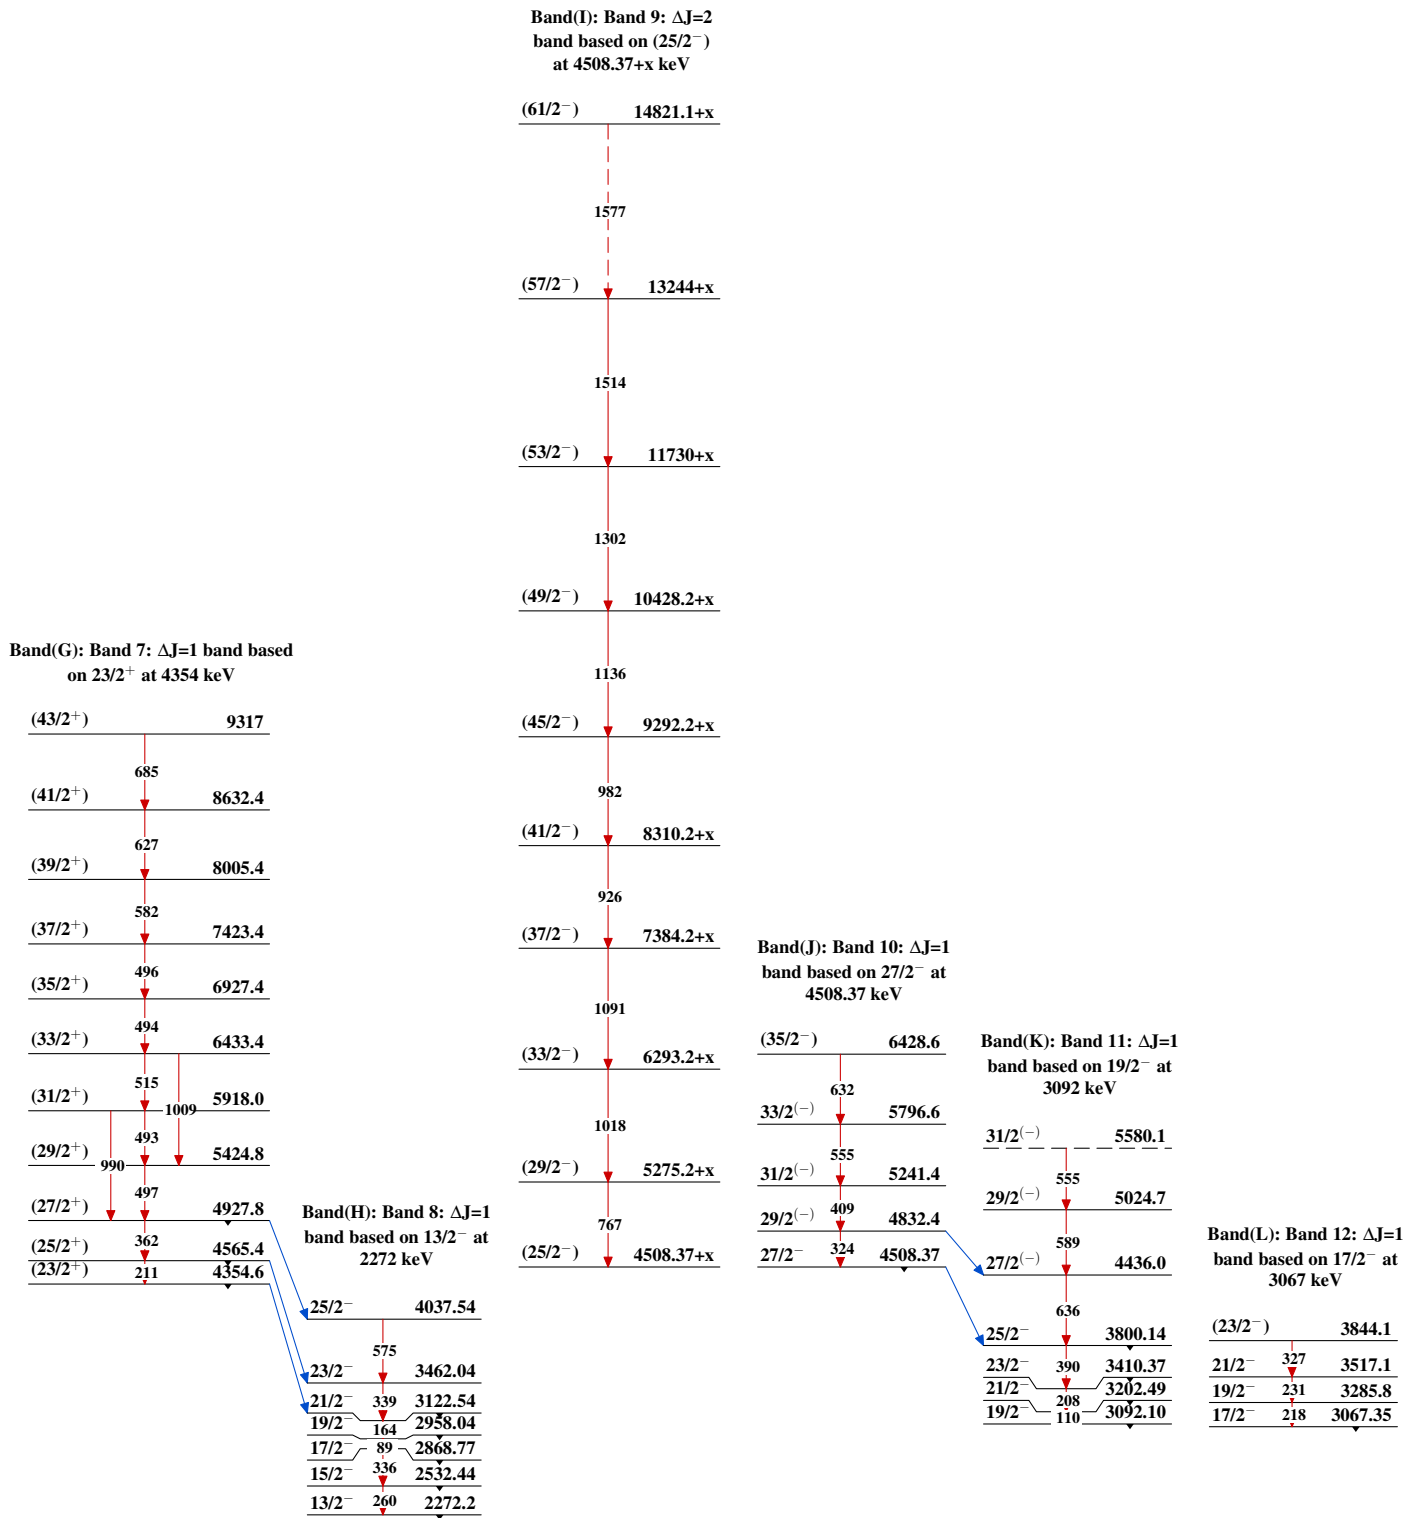 Band(I): Band 9: ΔJ=2
band based on (25/2⁻)
at 4508.37+x keV
(61/2⁻) 14821.1+x
1577
(57/2⁻) 13244+x
1514
(53/2⁻) 11730+x
1302
(49/2⁻) 10428.2+x
1136
(45/2⁻) 9292.2+x
982
(41/2⁻) 8310.2+x
926
(37/2⁻) 7384.2+x
1091
(33/2⁻) 6293.2+x
1018
(29/2⁻) 5275.2+x
767
(25/2⁻) 4508.37+x
Band(G): Band 7: ΔJ=1 band based
on 23/2⁺ at 4354 keV
(43/2⁺) 9317
685
(41/2⁺) 8632.4
627
(39/2⁺) 8005.4
582
(37/2⁺) 7423.4
496
(35/2⁺) 6927.4
494
(33/2⁺) 6433.4
515
1009
(31/2⁺) 5918.0
493
990
(29/2⁺) 5424.8
497
(27/2⁺) 4927.8
362
(25/2⁺) 4565.4
211
(23/2⁺) 4354.6
Band(H): Band 8: ΔJ=1
band based on 13/2⁻ at
2272 keV
25/2⁻ 4037.54
575
23/2⁻ 3462.04
339
21/2⁻ 3122.54
164
19/2⁻ 2958.04
89
17/2⁻ 2868.77
336
15/2⁻ 2532.44
260
13/2⁻ 2272.2
Band(J): Band 10: ΔJ=1
band based on 27/2⁻ at
4508.37 keV
(35/2⁻) 6428.6
632
33/2⁽⁻⁾ 5796.6
555
31/2⁽⁻⁾ 5241.4
409
29/2⁽⁻⁾ 4832.4
324
27/2⁻ 4508.37
Band(K): Band 11: ΔJ=1
band based on 19/2⁻ at
3092 keV
31/2⁽⁻⁾ 5580.1
555
29/2⁽⁻⁾ 5024.7
589
27/2⁽⁻⁾ 4436.0
636
25/2⁻ 3800.14
390
23/2⁻ 3410.37
208
21/2⁻ 3202.49
110
19/2⁻ 3092.10
Band(L): Band 12: ΔJ=1
band based on 17/2⁻ at
3067 keV
(23/2⁻) 3844.1
327
21/2⁻ 3517.1
231
19/2⁻ 3285.8
218
17/2⁻ 3067.35